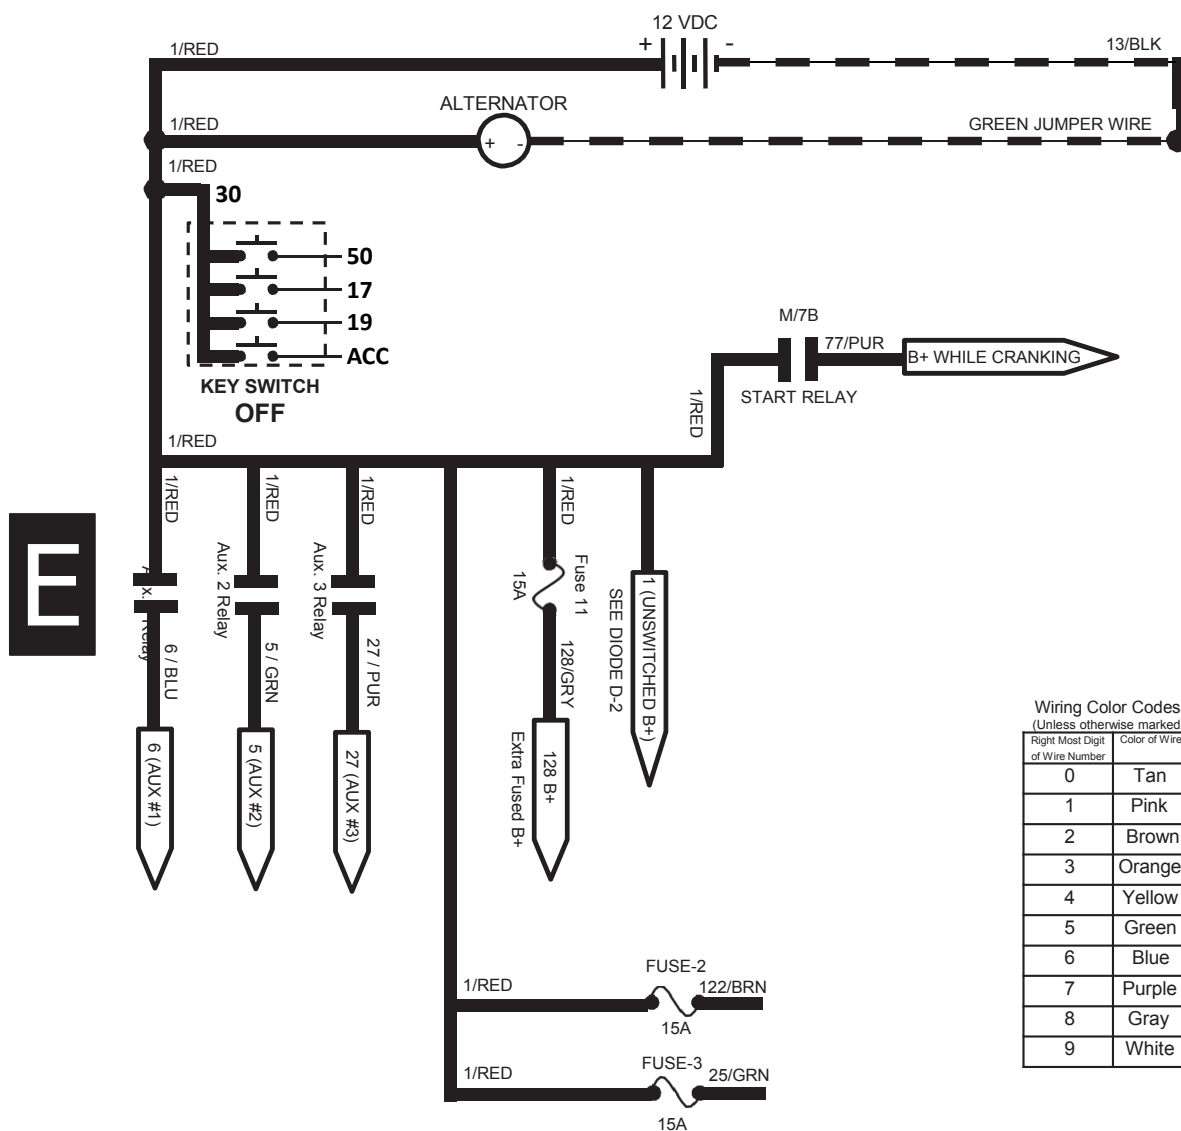 12 VDC
+ -
1/RED
13/BLK
ALTERNATOR
1/RED
+ -
GREEN JUMPER WIRE
1/RED
30
50
17
19
ACC
KEY SWITCH
OFF
M/7B
77/PUR
B+ WHILE CRANKING
START RELAY
1/RED
1/RED
E
1/RED
Relay
6 / BLU
6 (AUX #1)
1/RED
Aux. 2 Relay
5 / GRN
5 (AUX #2)
1/RED
Aux. 3 Relay
27 / PUR
27 (AUX #3)
1/RED
Fuse 11
15A
128/GRY
128 B+
Extra Fused B+
1 (UNSWITCHED B+)
SEE DIODE D-2
FUSE-2
1/RED
122/BRN
15A
FUSE-3
1/RED
25/GRN
15A
Wiring Color Codes
(Unless otherwise marked
Right Most Digit
of Wire Number
Color of Wire
0 Tan
1 Pink
2 Brown
3 Orange
4 Yellow
5 Green
6 Blue
7 Purple
8 Gray
9 White